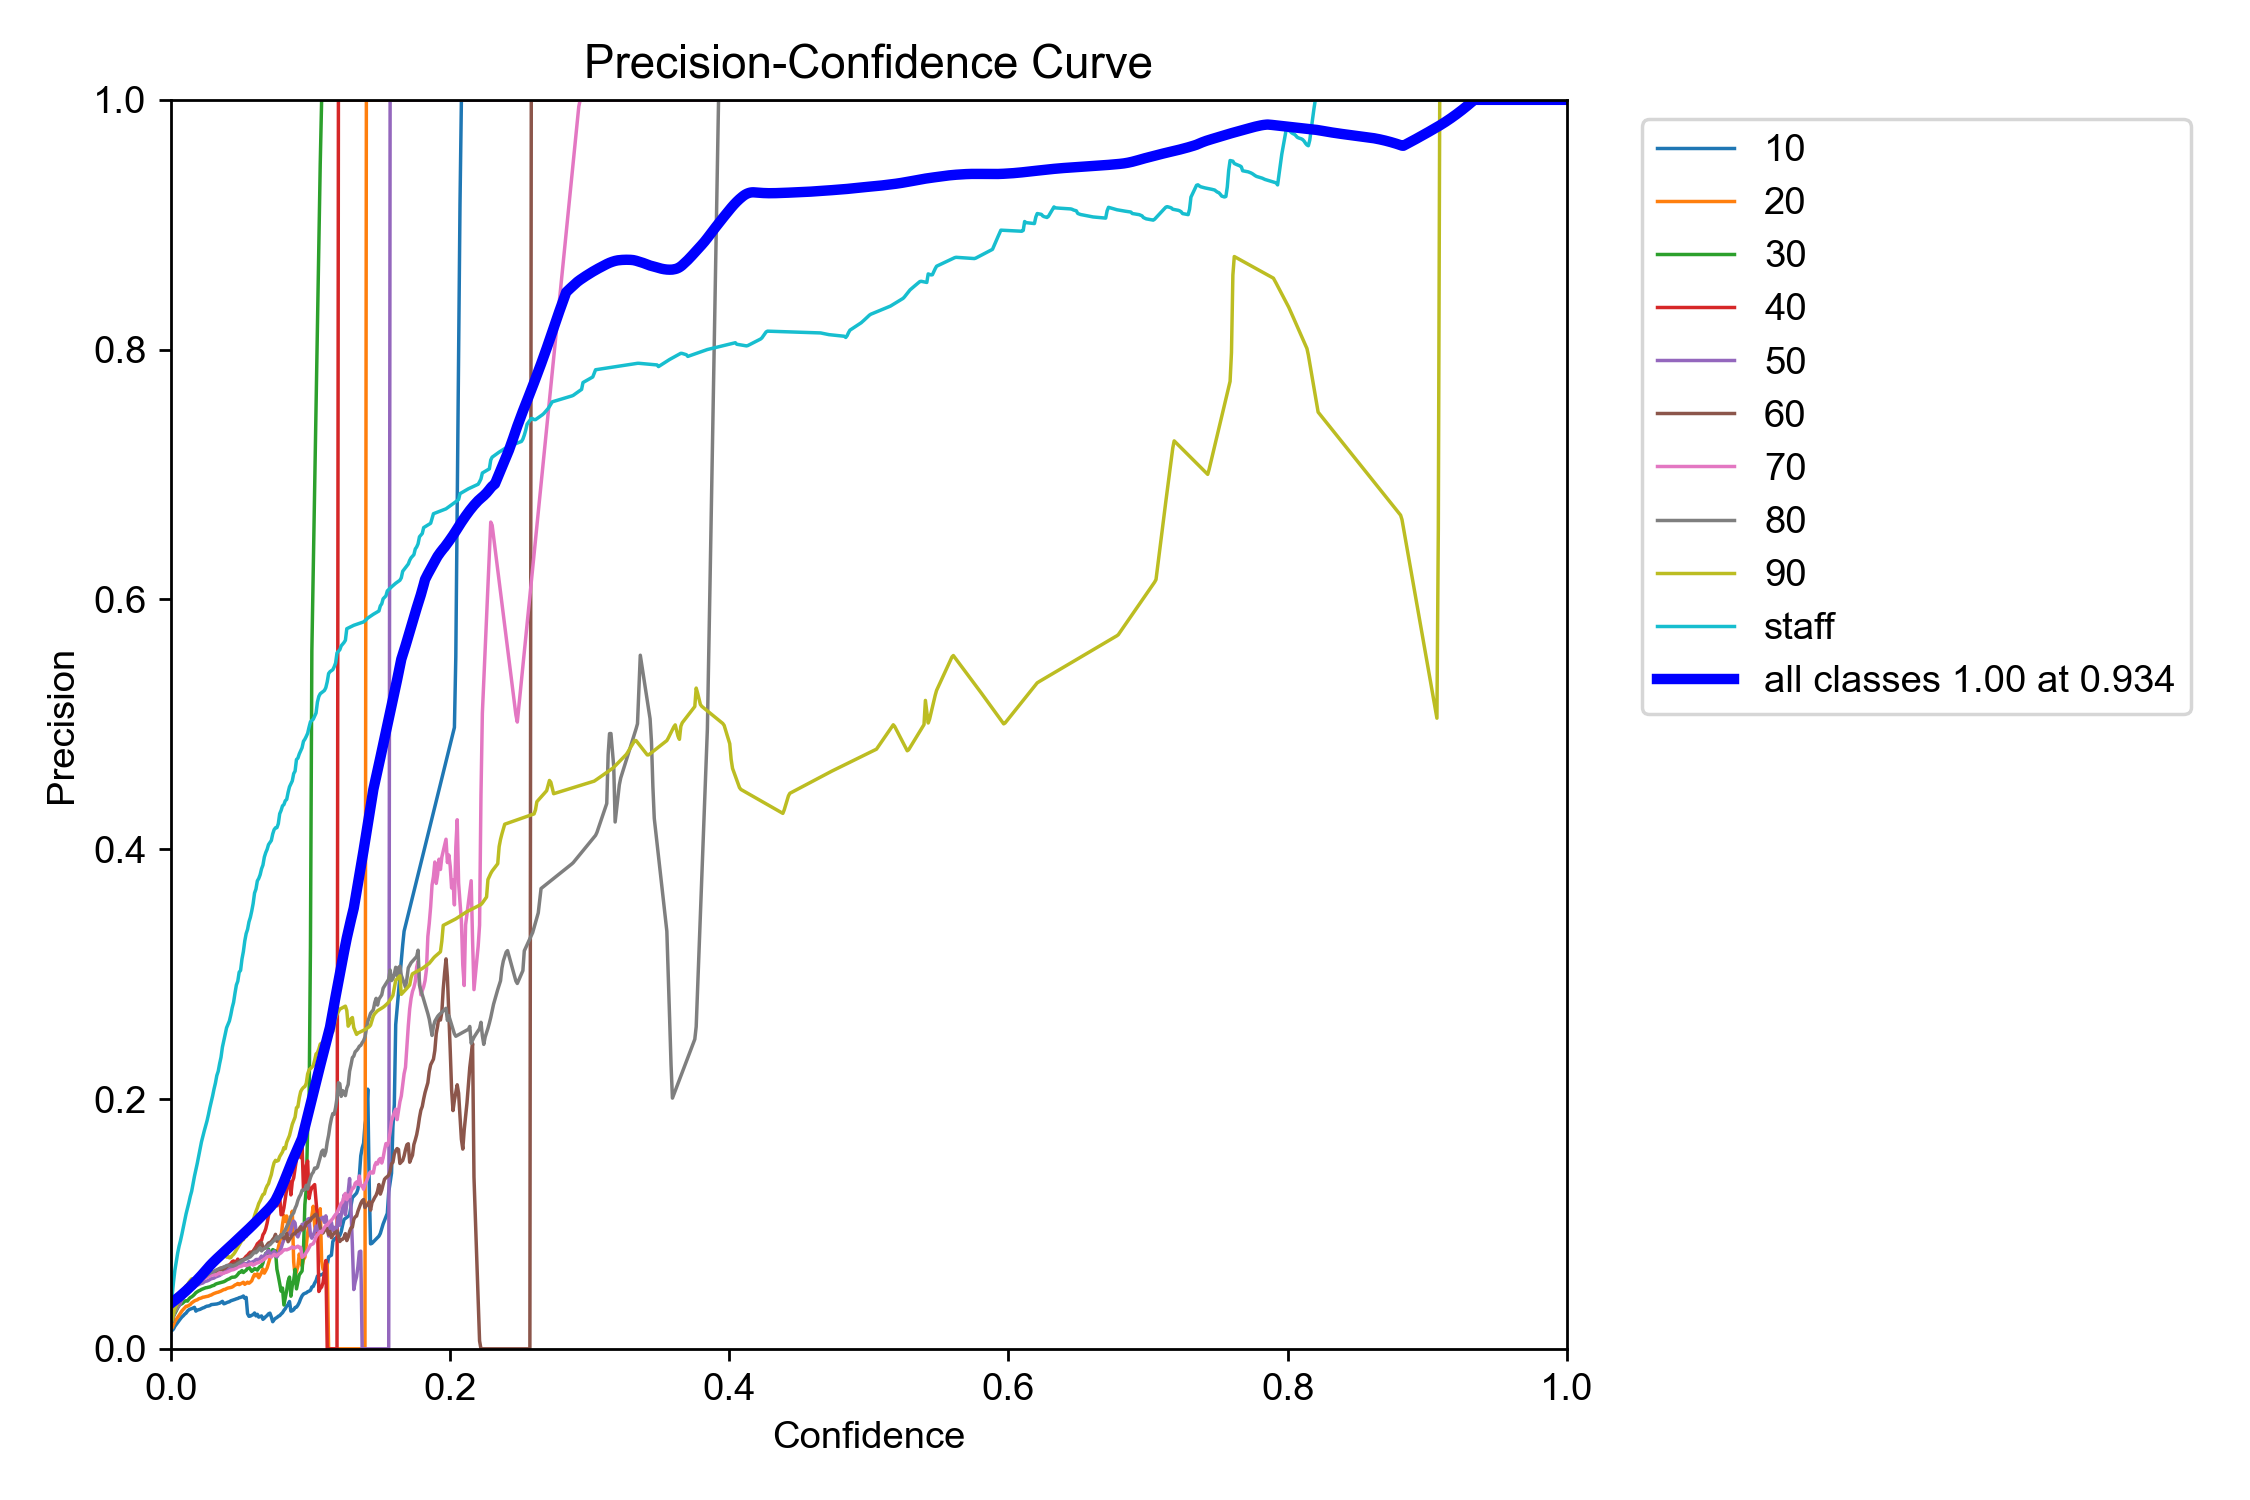 Precision-Confidence Curve
1.0
0.8
0.6
0.4
0.2
0.0
Precision
0.0 0.2 0.4 0.6 0.8 1.0
Confidence
10
20
30
40
50
60
70
80
90
staff
all classes 1.00 at 0.934